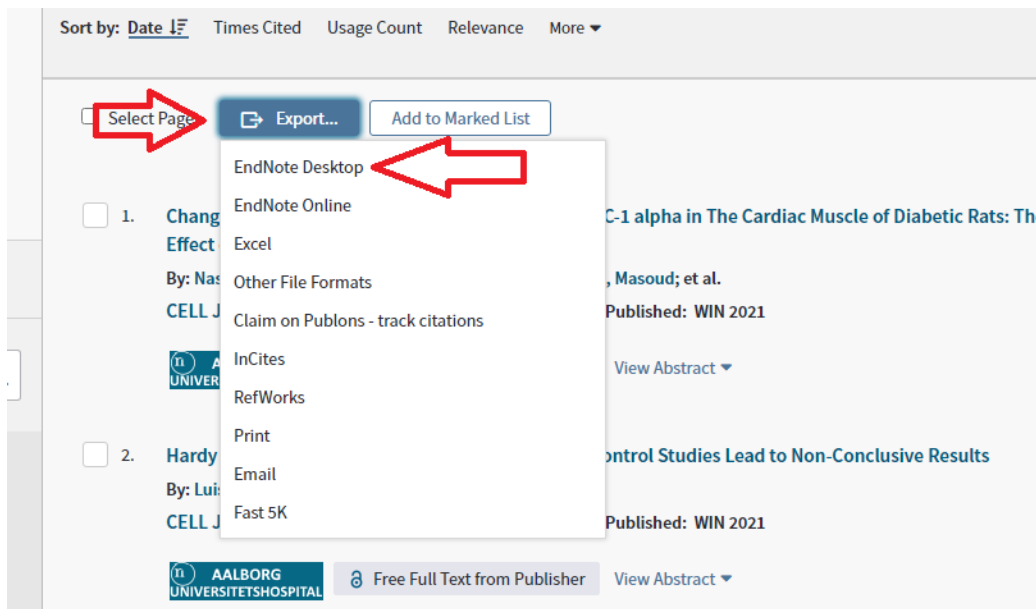 Sort by: Date Times Cited Usage Count Relevance More
Select Page Export... Add to Marked List
EndNote Desktop
EndNote Online
Excel
Other File Formats
Claim on Publons - track citations
InCites
RefWorks
Print
Email
Fast 5K
1. Chang C-1 alpha in The Cardiac Muscle of Diabetic Rats: Th
Effect
By: Nas , Masoud; et al.
CELL J Published: WIN 2021
n A
UNIVER View Abstract
2. Hardy ontrol Studies Lead to Non-Conclusive Results
By: Luis
CELL J Published: WIN 2021
n AALBORG
UNIVERSITETSHOSPITAL Free Full Text from Publisher View Abstract